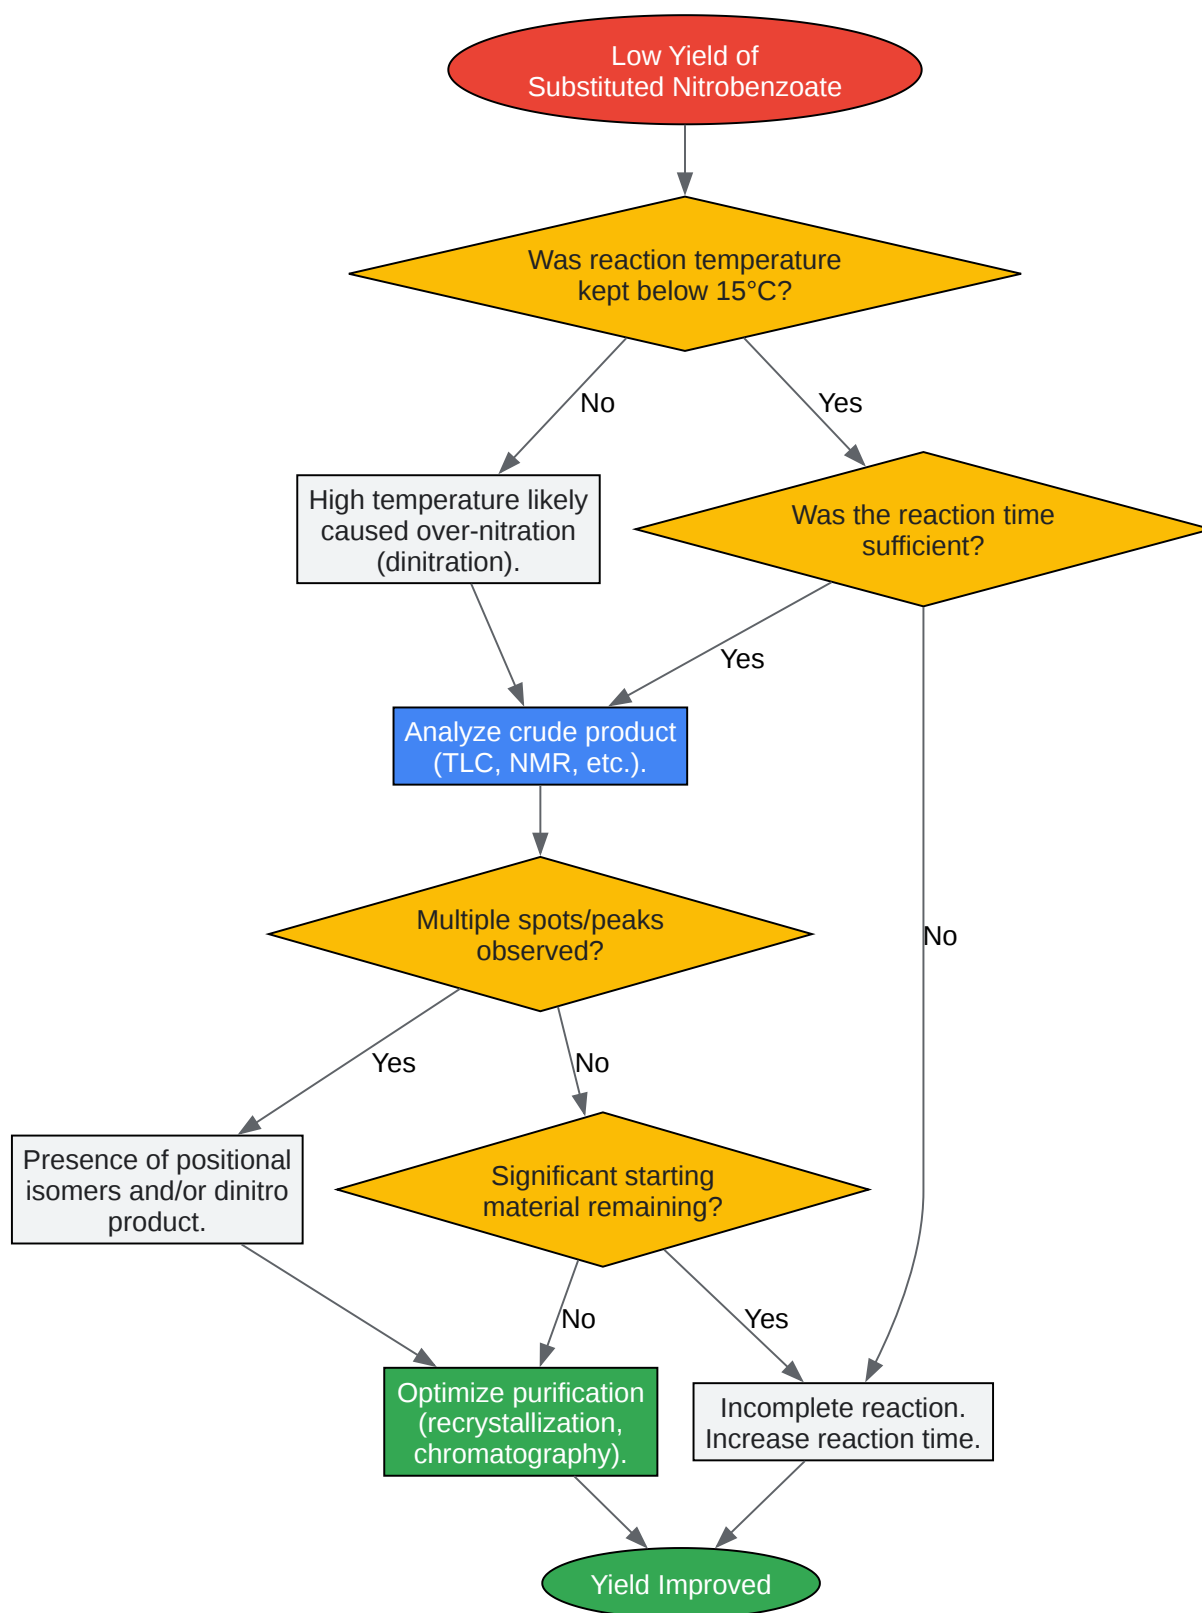 Low Yield of
Substituted Nitrobenzoate
Was reaction temperature
kept below 15°C?
No
Yes
High temperature likely
caused over-nitration
(dinitration).
Was the reaction time
sufficient?
Yes
Analyze crude product
(TLC, NMR, etc.).
Multiple spots/peaks
observed?
No
Yes
No
Presence of positional
isomers and/or dinitro
product.
Significant starting
material remaining?
No
Yes
Optimize purification
(recrystallization,
chromatography).
Incomplete reaction.
Increase reaction time.
Yield Improved